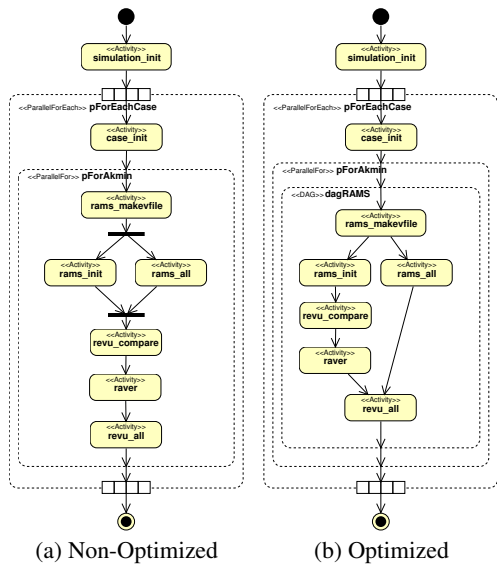 <<Activity>>
simulation_init
<<ParallelForEach>> pForEachCase
<<Activity>>
case_init
<<ParallelFor>> pForAkmin
<<Activity>>
rams_makevfile
<<Activity>>
rams_init
<<Activity>>
rams_all
<<Activity>>
revu_compare
<<Activity>>
raver
<<Activity>>
revu_all
(a) Non-Optimized
<<Activity>>
simulation_init
<<ParallelForEach>> pForEachCase
<<Activity>>
case_init
<<ParallelFor>> pForAkmin
<<DAG>> dagRAMS
<<Activity>>
rams_makevfile
<<Activity>>
rams_init
<<Activity>>
rams_all
<<Activity>>
revu_compare
<<Activity>>
raver
<<Activity>>
revu_all
(b) Optimized